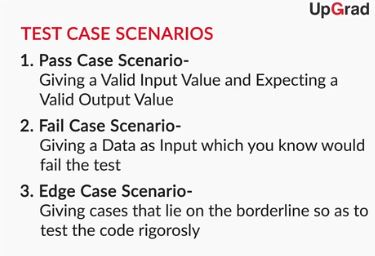 UpGrad
TEST CASE SCENARIOS
1. Pass Case Scenario-
Giving a Valid Input Value and Expecting a
Valid Output Value
2. Fail Case Scenario-
Giving a Data as Input which you know would
fail the test
3. Edge Case Scenario-
Giving cases that lie on the borderline so as to
test the code rigorosly